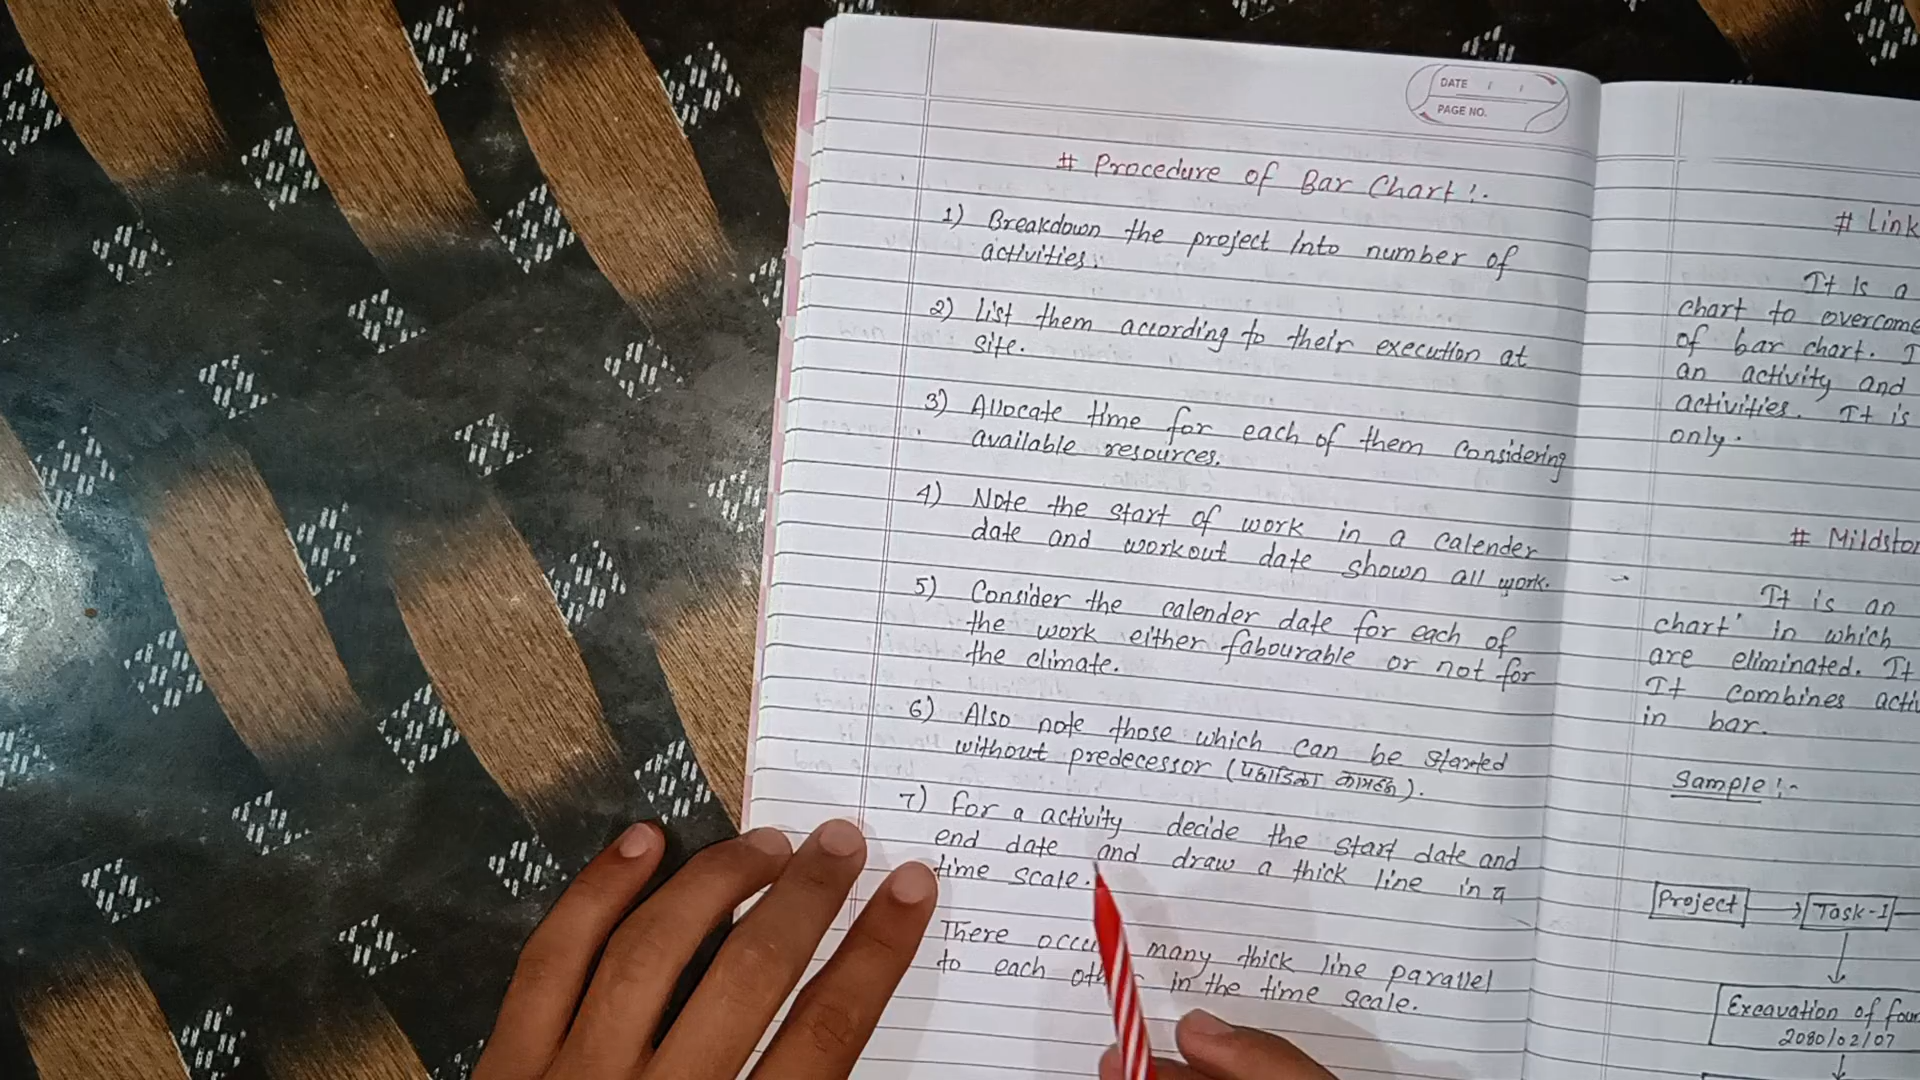 DATE / /
PAGE NO.
# Procedure of Bar Chart :-
1) Breakdown the project into number of
activities.
2) List them according to their execution at
site.
3) Allocate time for each of them considering
available resources.
4) Note the start of work in a calender
date and workout date shown all work.
5) Consider the calender date for each of
the work either fabourable or not for
the climate.
6) Also note those which can be started
without predecessor
7) For a activity decide the start date and
end date and draw a thick line in a
time scale.
There many thick line parallel
to each in the time scale.
# Link
It is a
chart to overcome
of bar chart. I
an activity and
activities. It is
only.
# Mildston
It is an
chart in which
are eliminated. It
It combines acti
in bar.
Sample :-
Project
Task-1
Excavation of foun
2080/02/07